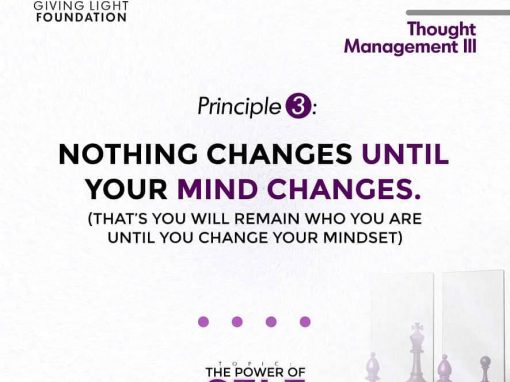 GIVING LIGHT
FOUNDATION
Thought
Management III
Principle 3:
NOTHING CHANGES UNTIL
YOUR MIND CHANGES.
(THAT'S YOU WILL REMAIN WHO YOU ARE
UNTIL YOU CHANGE YOUR MINDSET)
TOPIC:
THE POWER OF
SELF